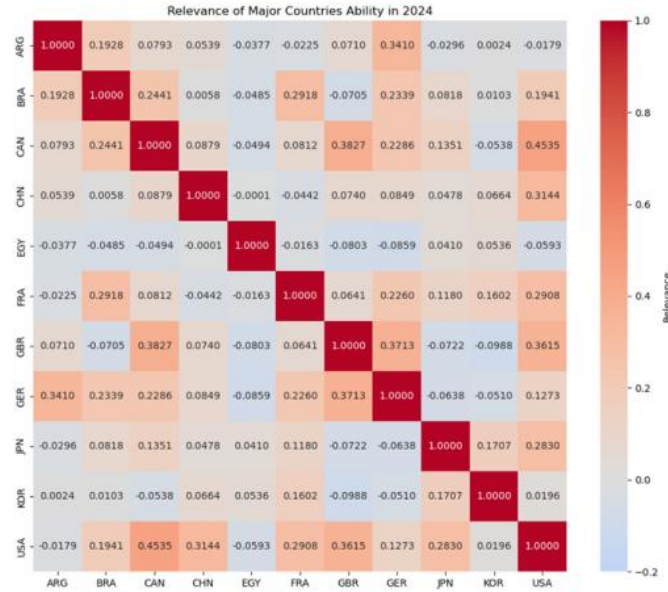 Relevance of Major Countries Ability in 2024
ARG 1.0000 0.1928 0.0793 0.0539 -0.0377 -0.0225 0.0710 0.3410 -0.0296 0.0024 -0.0179
BRA 0.1928 1.0000 0.2441 0.0058 -0.0485 0.2918 -0.0705 0.2339 0.0818 0.0103 0.1941
CAN 0.0793 0.2441 1.0000 0.0879 -0.0494 0.0812 0.3827 0.2286 0.1351 -0.0538 0.4535
CHN 0.0539 0.0058 0.0879 1.0000 -0.0001 -0.0442 0.0740 0.0849 0.0478 0.0664 0.3144
EGY -0.0377 -0.0485 -0.0494 -0.0001 1.0000 -0.0163 -0.0803 -0.0859 0.0410 0.0536 -0.0593
FRA -0.0225 0.2918 0.0812 -0.0442 -0.0163 1.0000 0.0641 0.2260 0.1180 0.1602 0.2908
GBR 0.0710 -0.0705 0.3827 0.0740 -0.0803 0.0641 1.0000 0.3713 -0.0722 -0.0988 0.3615
GER 0.3410 0.2339 0.2286 0.0849 -0.0859 0.2260 0.3713 1.0000 -0.0638 -0.0510 0.1273
JPN -0.0296 0.0818 0.1351 0.0478 0.0410 0.1180 -0.0722 -0.0638 1.0000 0.1707 0.2830
KOR 0.0024 0.0103 -0.0538 0.0664 0.0536 0.1602 -0.0988 -0.0510 0.1707 1.0000 0.0196
USA -0.0179 0.1941 0.4535 0.3144 -0.0593 0.2908 0.3615 0.1273 0.2830 0.0196 1.0000
ARG BRA CAN CHN EGY FRA GBR GER JPN KOR USA
1.0
0.8
0.6
0.4
0.2
0.0
-0.2
Relevance